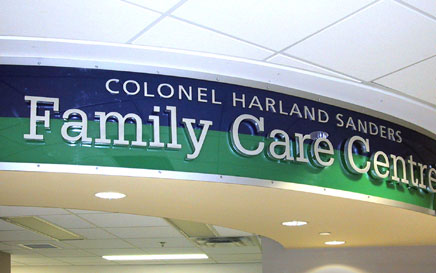 COLONEL HARLAND SANDERS
Family Care Centre